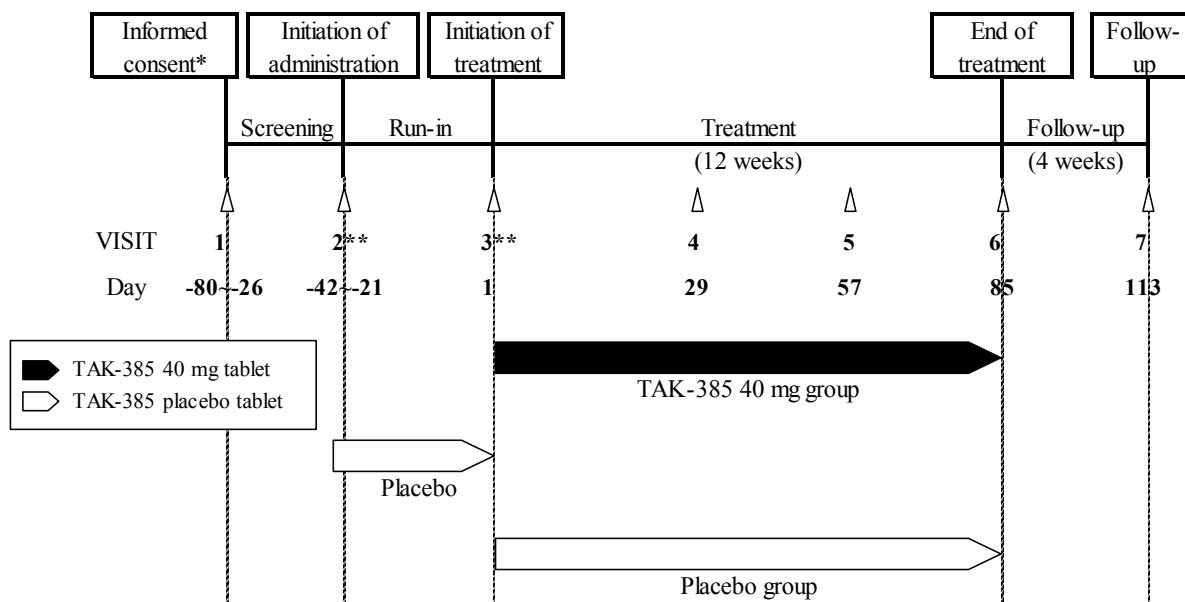 Informed
consent*
Initiation of
administration
Initiation of
treatment
End of
treatment
Follow-
up
Screening
Run-in
Treatment
(12 weeks)
Follow-up
(4 weeks)
VISIT 1 2** 3** 4 5 6 7
Day -80~-26 -42~-21 1 29 57 85 113
TAK-385 40 mg tablet
TAK-385 placebo tablet
TAK-385 40 mg group
Placebo
Placebo group